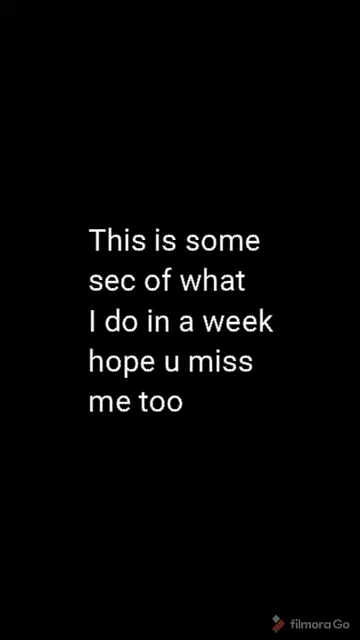 This is some
sec of what
I do in a week
hope u miss
me too
filmora Go